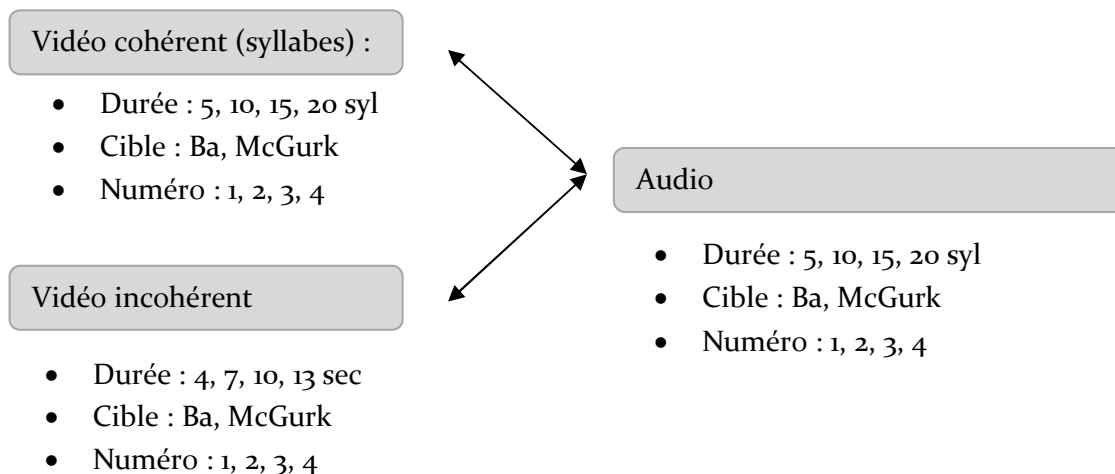 Vidéo cohérent (syllabes) :
• Durée : 5, 10, 15, 20 syl
• Cible : Ba, McGurk
• Numéro : 1, 2, 3, 4
Vidéo incohérent
• Durée : 4, 7, 10, 13 sec
• Cible : Ba, McGurk
• Numéro : 1, 2, 3, 4
Audio
• Durée : 5, 10, 15, 20 syl
• Cible : Ba, McGurk
• Numéro : 1, 2, 3, 4